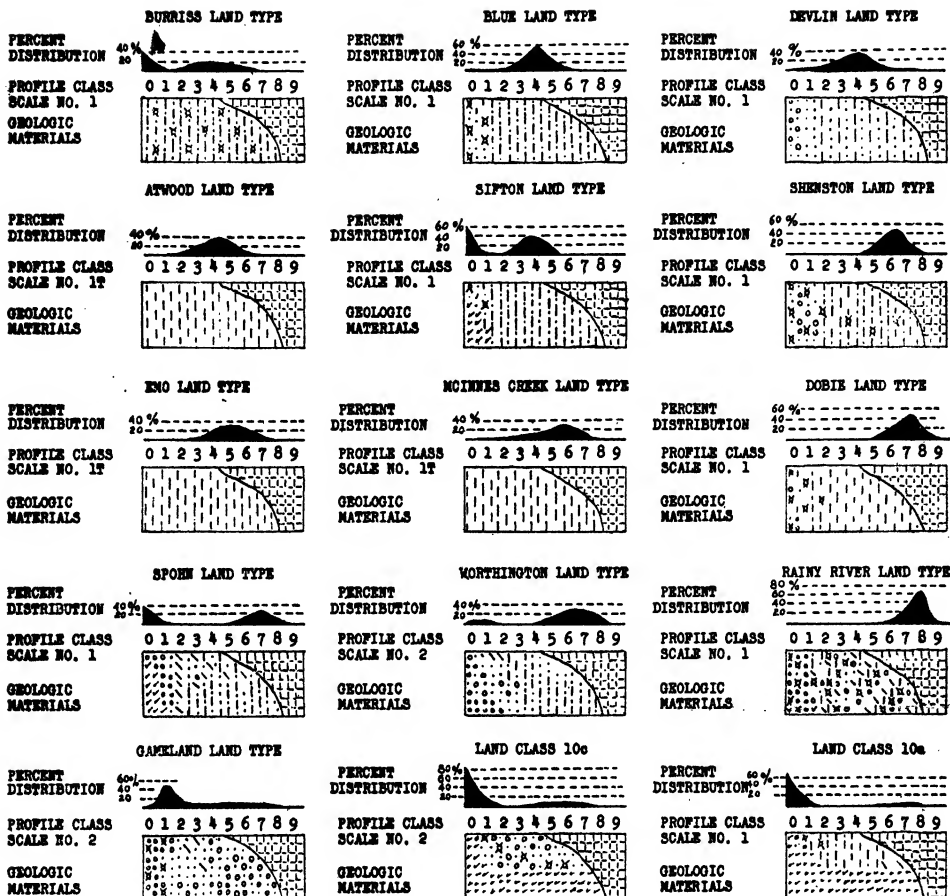 BURRISS LAND TYPE
PERCENT DISTRIBUTION
40%
20
PROFILE CLASS
0 1 2 3 4 5 6 7 8 9
SCALE NO. 1
GEOLOGIC
MATERIALS
BLUE LAND TYPE
PERCENT
DISTRIBUTION
60 %
40
20
PROFILE CLASS
0 1 2 3 4 5 6 7 8 9
SCALE NO. 1
GEOLOGIC
MATERIALS
DEVLIN LAND TYPE
PERCENT
DISTRIBUTION
40 %
20
PROFILE CLASS
0 1 2 3 4 5 6 7 8 9
SCALE NO. 1
GEOLOGIC
MATERIALS
ATWOOD LAND TYPE
PERCENT
DISTRIBUTION
40%
20
PROFILE CLASS
0 1 2 3 4 5 6 7 8 9
SCALE NO. 1T
GEOLOGIC
MATERIALS
SIFTON LAND TYPE
PERCENT
DISTRIBUTION
60%
40
20
PROFILE CLASS
0 1 2 3 4 5 6 7 8 9
SCALE NO. 1
GEOLOGIC
MATERIALS
SHENSTON LAND TYPE
PERCENT
DISTRIBUTION
60 %
40
20
PROFILE CLASS
0 1 2 3 4 5 6 7 8 9
SCALE NO. 1
GEOLOGIC
MATERIALS
EMO LAND TYPE
PERCENT
DISTRIBUTION
40%
20
PROFILE CLASS
0 1 2 3 4 5 6 7 8 9
SCALE NO. 1T
GEOLOGIC
MATERIALS
MCINNES CREEK LAND TYPE
PERCENT
DISTRIBUTION
40%
20
PROFILE CLASS
0 1 2 3 4 5 6 7 8 9
SCALE NO. 1T
GEOLOGIC
MATERIALS
DOBIE LAND TYPE
PERCENT
DISTRIBUTION
60 %
40
20
PROFILE CLASS
0 1 2 3 4 5 6 7 8 9
SCALE NO. 1
GEOLOGIC
MATERIALS
SPOHN LAND TYPE
PERCENT
DISTRIBUTION
40%
20
PROFILE CLASS
0 1 2 3 4 5 6 7 8 9
SCALE NO. 1
GEOLOGIC
MATERIALS
WORTHINGTON LAND TYPE
PERCENT
DISTRIBUTION
40%
20
PROFILE CLASS
0 1 2 3 4 5 6 7 8 9
SCALE NO. 2
GEOLOGIC
MATERIALS
RAINY RIVER LAND TYPE
PERCENT
DISTRIBUTION
80%
60
40
20
PROFILE CLASS
0 1 2 3 4 5 6 7 8 9
SCALE NO. 1
GEOLOGIC
MATERIALS
GAMELAND LAND TYPE
PERCENT
DISTRIBUTION
60%
40
20
PROFILE CLASS
0 1 2 3 4 5 6 7 8 9
SCALE NO. 2
GEOLOGIC
MATERIALS
LAND CLASS 10c
PERCENT
DISTRIBUTION
80%
60
40
20
PROFILE CLASS
0 1 2 3 4 5 6 7 8 9
SCALE NO. 2
GEOLOGIC
MATERIALS
LAND CLASS 10a
PERCENT
DISTRIBUTION
60 %
40
20
PROFILE CLASS
0 1 2 3 4 5 6 7 8 9
SCALE NO. 1
GEOLOGIC
MATERIALS